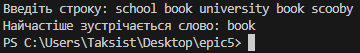 Введіть строку: school book university book scooby
Найчастіше зустрічається слово: book
PS C:\Users\Taksist\Desktop\epic5>